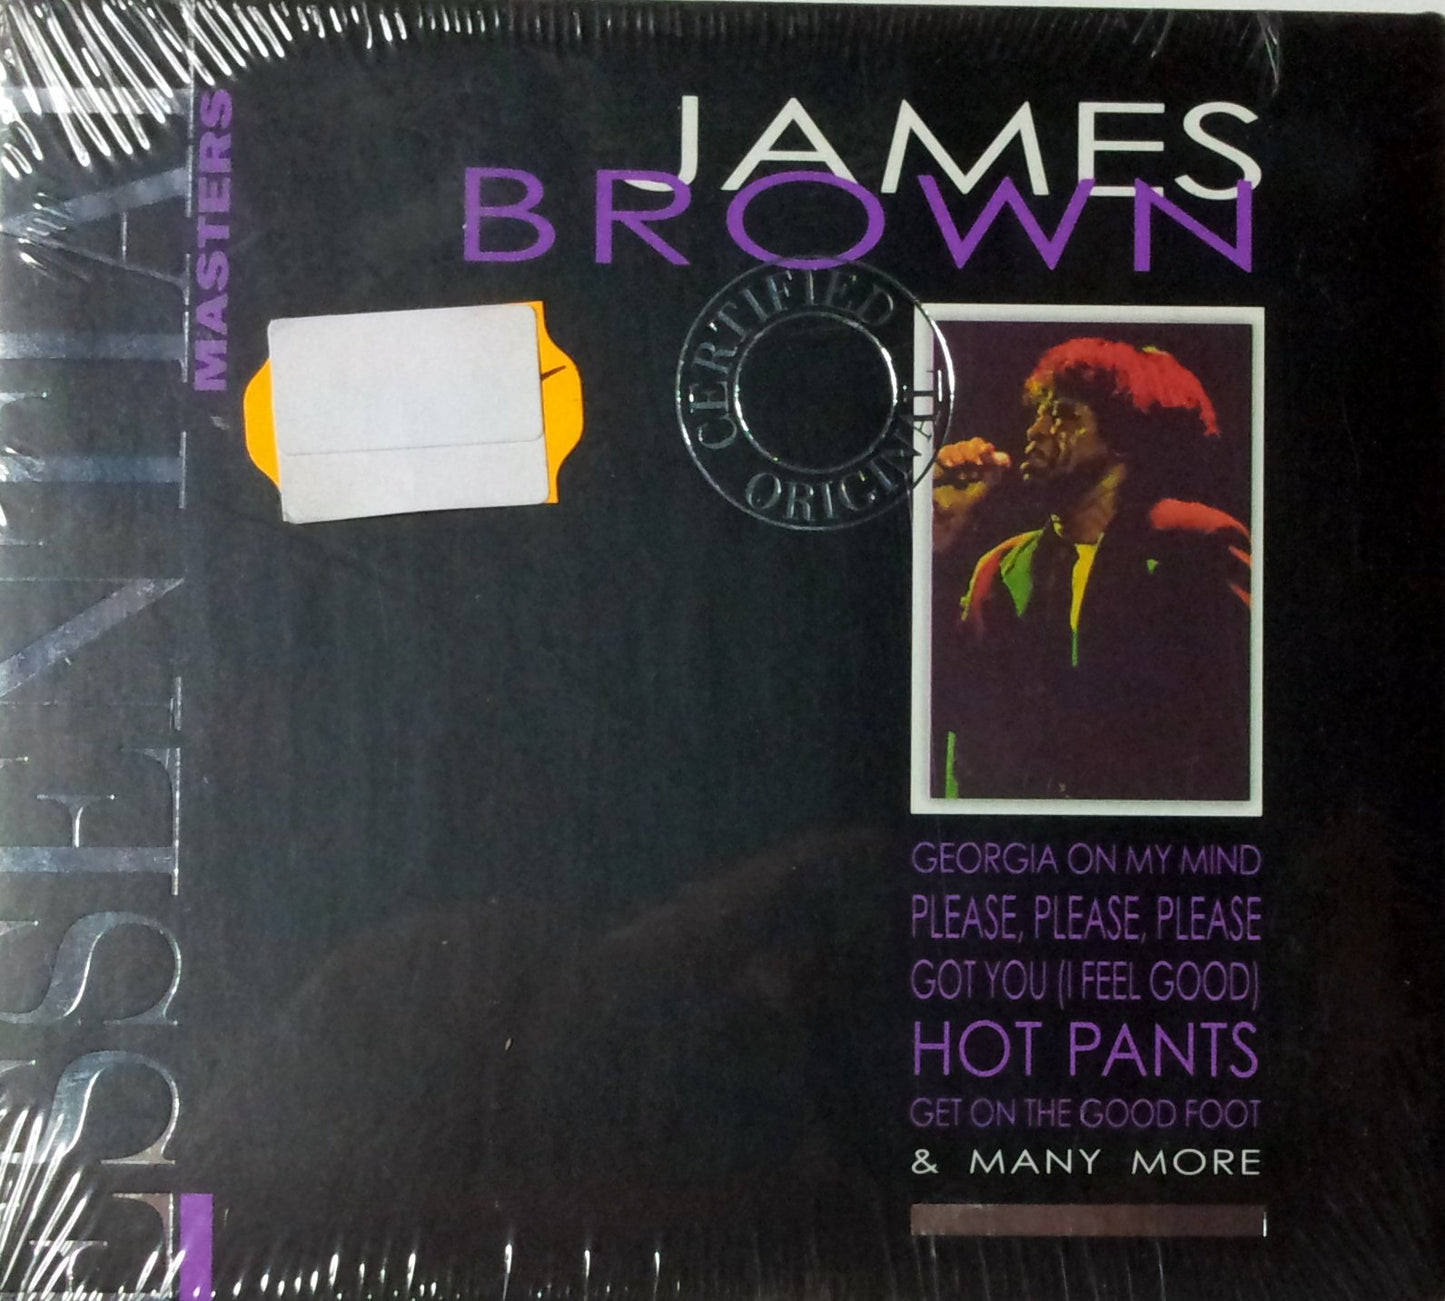 ESSENTIAL
MASTERS
JAMES
BROWN
CERTIFIED
ORIGINAL
GEORGIA ON MY MIND
PLEASE, PLEASE, PLEASE
GOT YOU (I FEEL GOOD)
HOT PANTS
GET ON THE GOOD FOOT
& MANY MORE